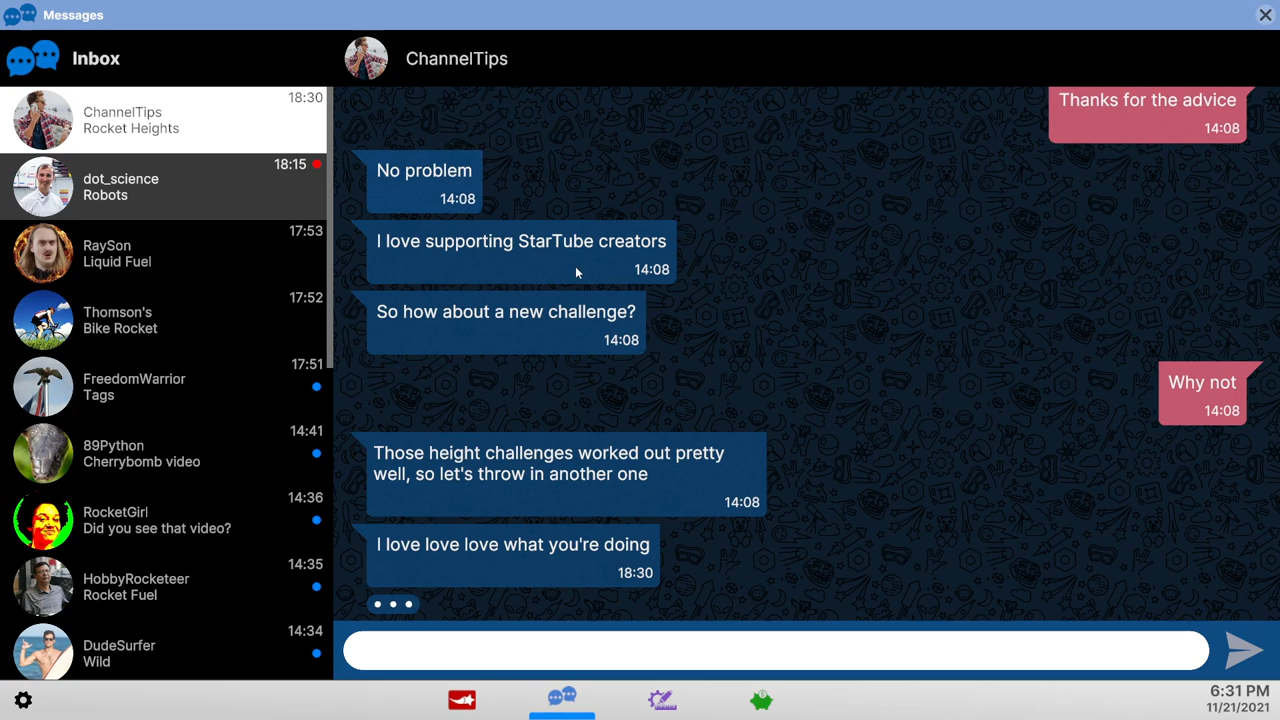 Messages
Inbox
ChannelTips
18:30
ChannelTips
Rocket Heights
18:15
dot_science
Robots
17:53
RaySon
Liquid Fuel
17:52
Thomson's
Bike Rocket
17:51
FreedomWarrior
Tags
14:41
89Python
Cherrybomb video
14:36
RocketGirl
Did you see that video?
14:35
HobbyRocketeer
Rocket Fuel
14:34
DudeSurfer
Wild
Thanks for the advice
14:08
No problem
14:08
I love supporting StarTube creators
14:08
So how about a new challenge?
14:08
Why not
14:08
Those height challenges worked out pretty
well, so let's throw in another one
14:08
I love love love what you're doing
18:30
6:31 PM
11/21/2021